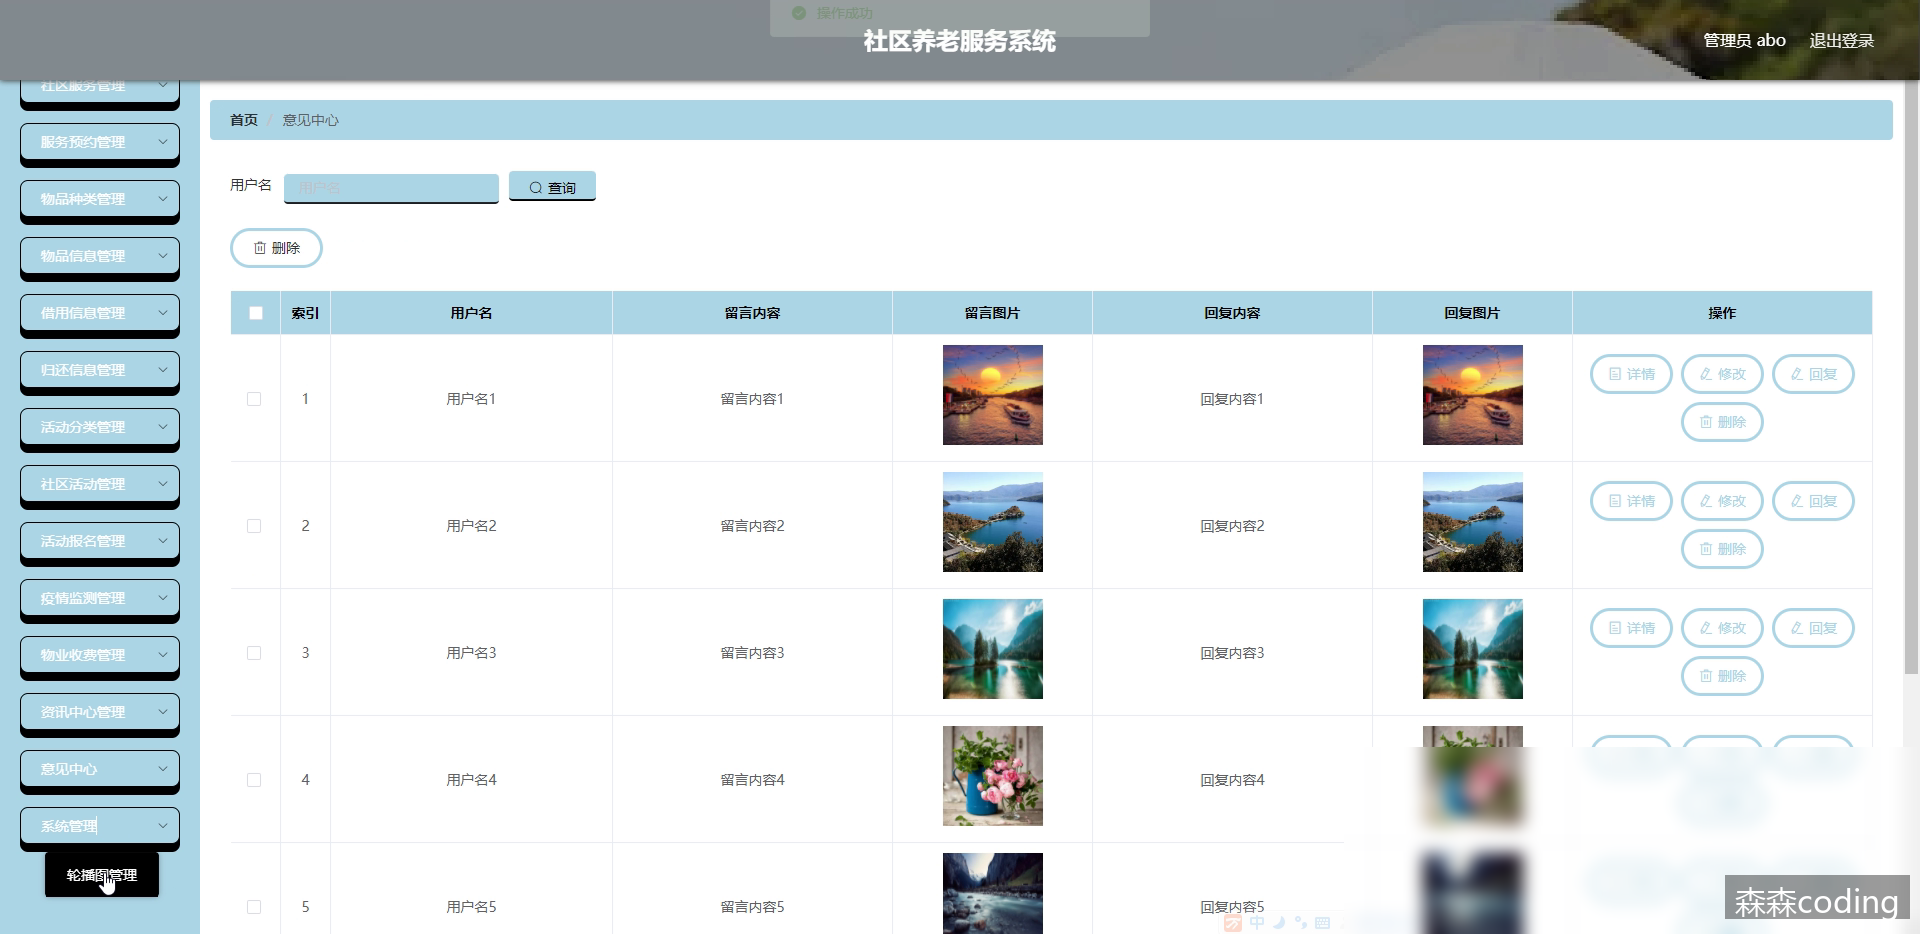 操作成功
社区养老服务系统
管理员 abo 退出登录
社区服务管理
服务预约管理
物品种类管理
物品信息管理
借用信息管理
归还信息管理
活动分类管理
社区活动管理
活动报名管理
疫情监测管理
物业收费管理
资讯中心管理
意见中心
系统管理
轮播图管理
首页 / 意见中心
用户名 用户名 查询
删除
索引 用户名 留言内容 留言图片 回复内容 回复图片 操作
1 用户名1 留言内容1 回复内容1 详情 修改 回复
删除
2 用户名2 留言内容2 回复内容2 详情 修改 回复
删除
3 用户名3 留言内容3 回复内容3 详情 修改 回复
删除
4 用户名4 留言内容4 回复内容4
5 用户名5 留言内容5 回复内容5
中
森森coding